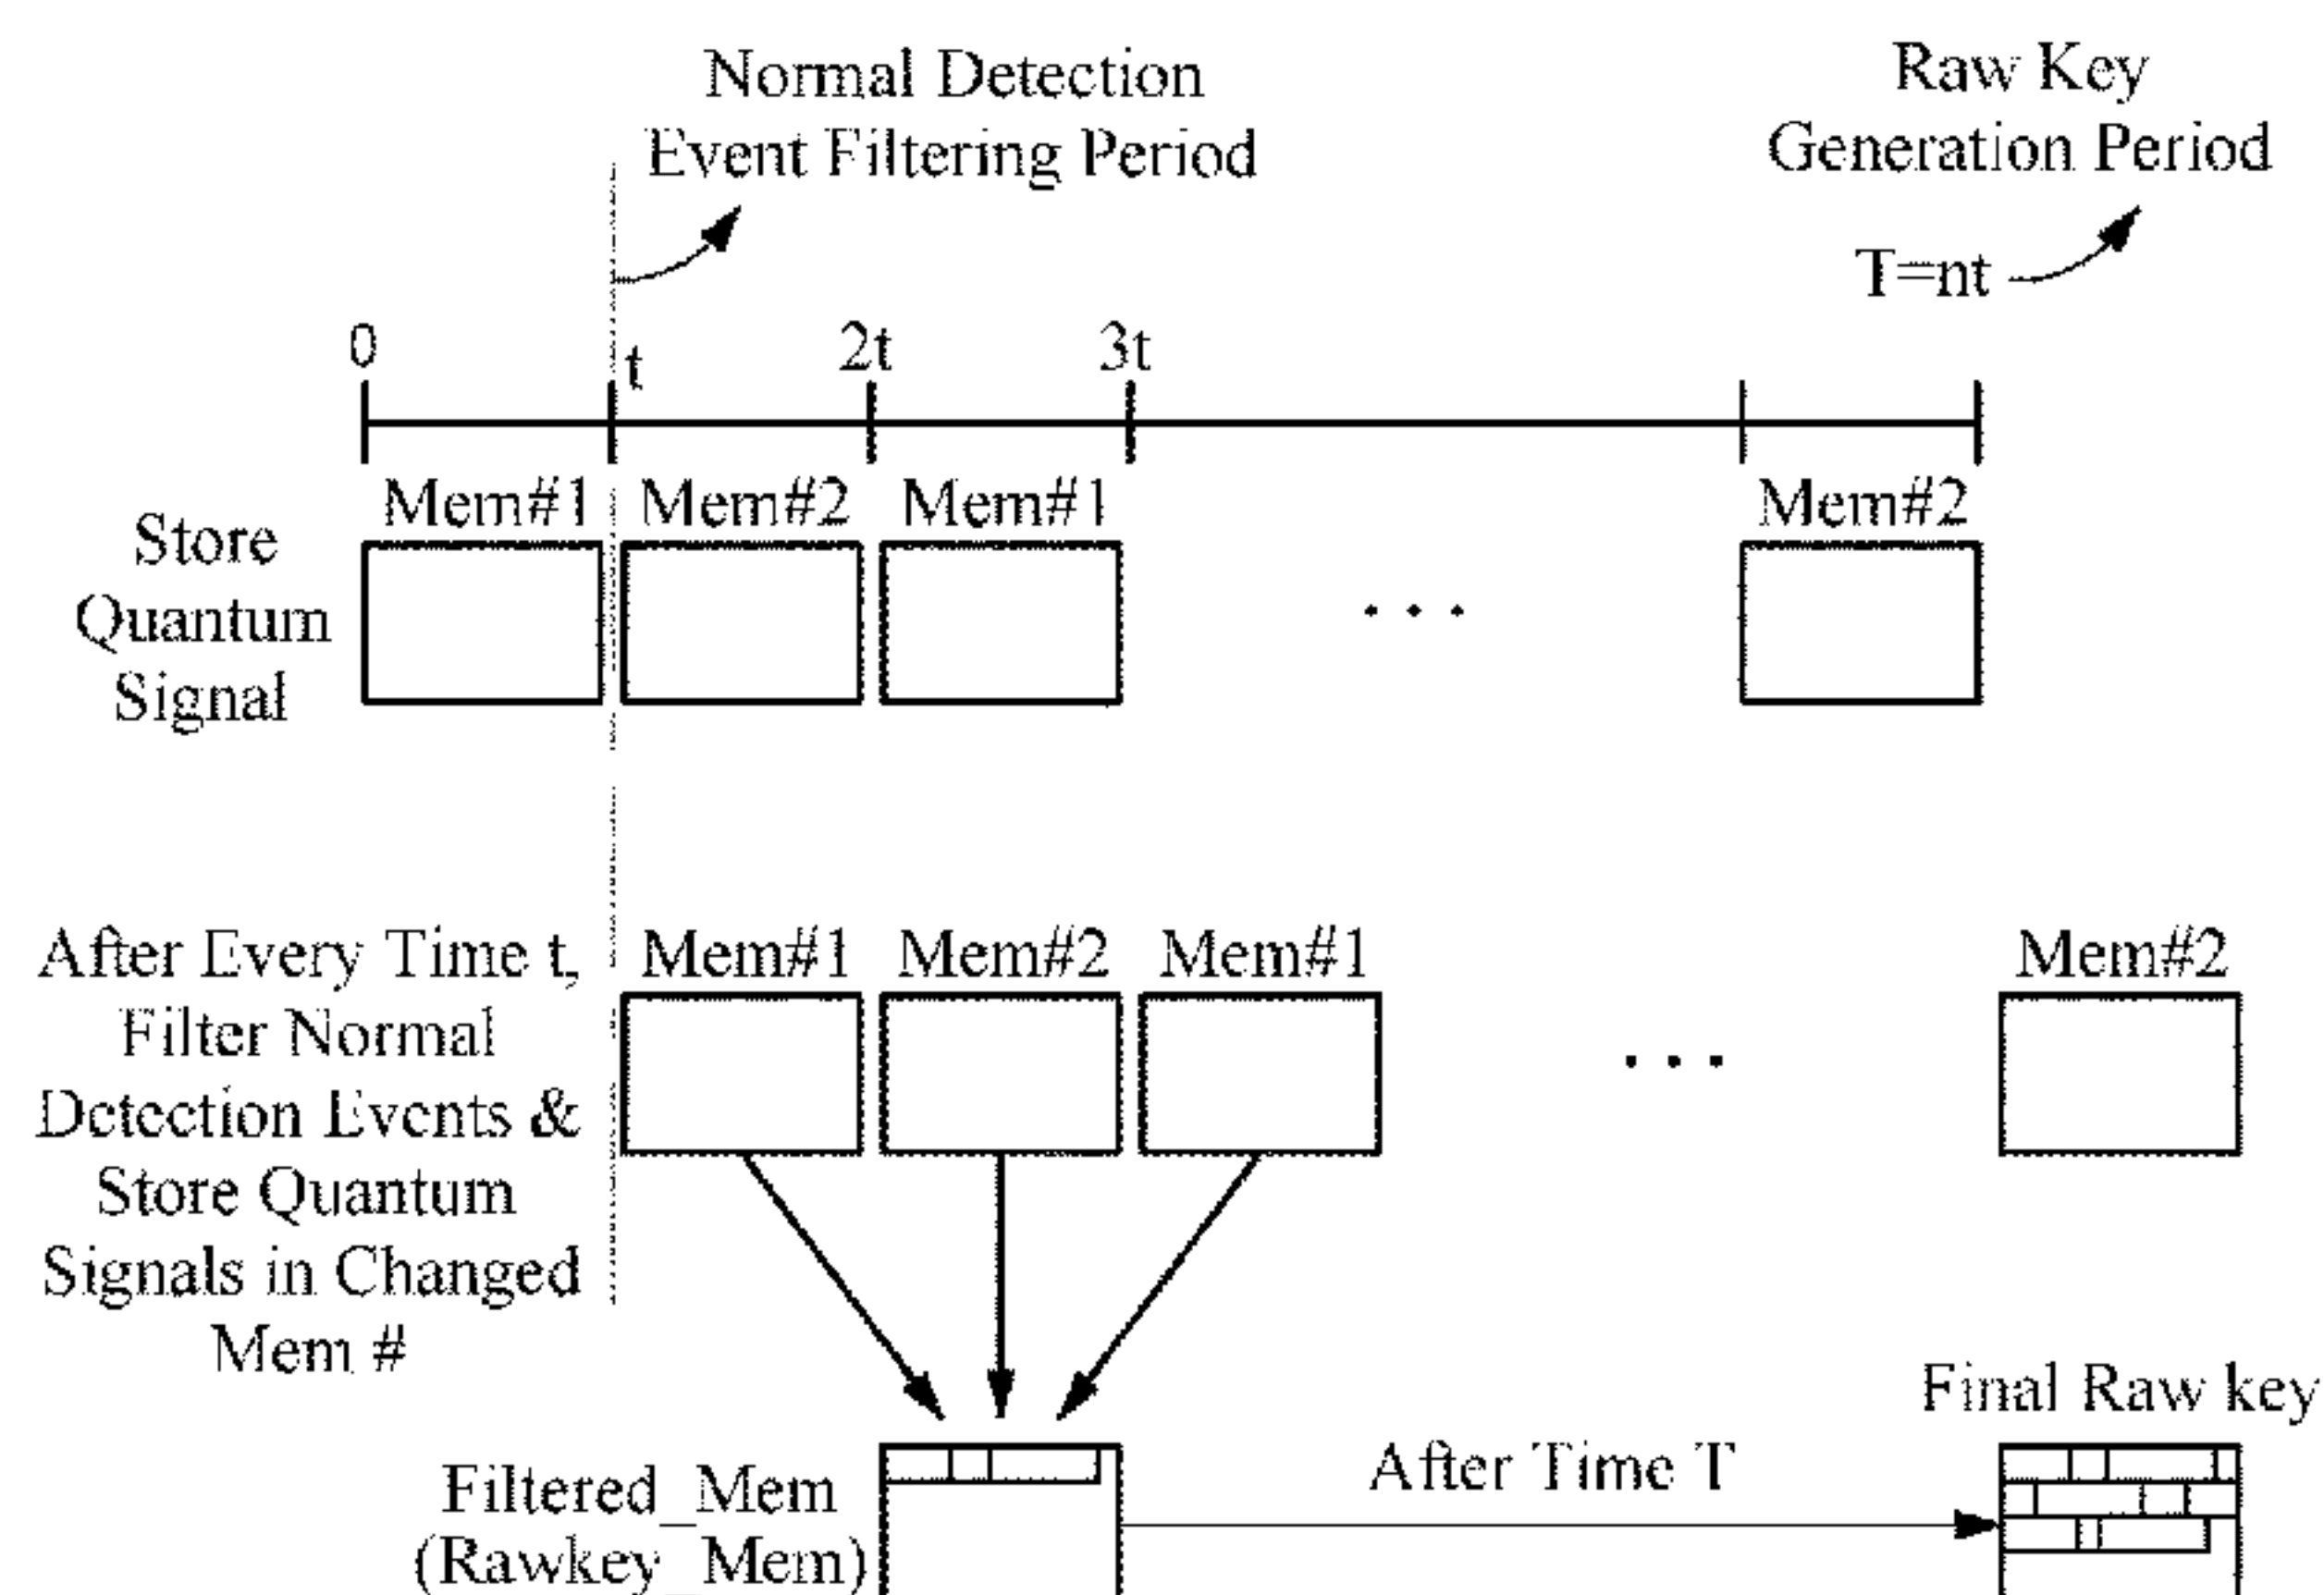 Normal Detection
Event Filtering Period
Raw Key
Generation Period
T=nt
0
t
2t
3t
Mem#1
Mem#2
Mem#1
Mem#2
Store
Quantum
Signal
. . .
After Every Time t,
Filter Normal
Detection Events &
Store Quantum
Signals in Changed
Mem #
Mem#1
Mem#2
Mem#1
Mem#2
. . .
Filtered_Mem
(Rawkey_Mem)
After Time T
Final Raw key